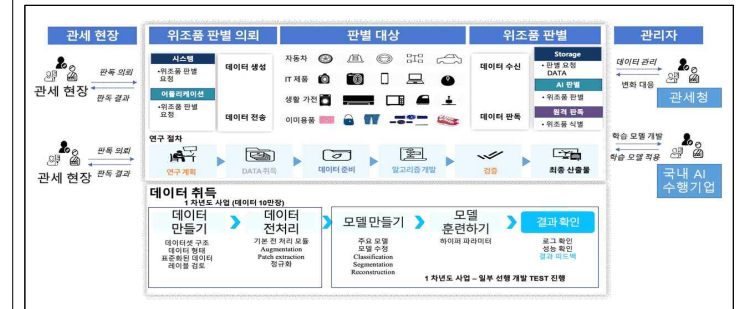 관세 현장
위조품 판별 의뢰
판별 대상
위조품 판별
관리자
시스템
•위조품 판별
요청
어플리케이션
•위조품 판별
요청
데이터 생성
데이터 전송
자동차
IT 제품
생활 가전
이미용품
데이터 수신
데이터 판독
Storage
• 판별 요청
DATA
AI 판별
• 위조품 판별
원격 판독
• 위조품 식별
판독 의뢰
판독 결과
관세 현장
판독 의뢰
판독 결과
관세 현장
데이터 관리
변화 대응
관세청
학습 모델 개발
학습 모델 적용
국내 AI
수행기업
연구 절차
연구 계획
DATA 취득
데이터 준비
알고리즘 개발
검증
최종 산출물
데이터 취득
1 차년도 사업 (데이터 10만장)
데이터
만들기
데이터
전처리
모델 만들기
모델
훈련하기
결과 확인
데이터셋 구조
데이터 형태
표준화된 데이터
레이블 검토
기본 전 처리 모듈
Augmentation
Patch extraction
정규화
주요 모델
모델 수정
Classification
Segmentation
Reconstruction
하이퍼 파라미터
로그 확인
성능 확인
결과 피드백
1 차년도 사업 – 일부 선행 개발 TEST 진행